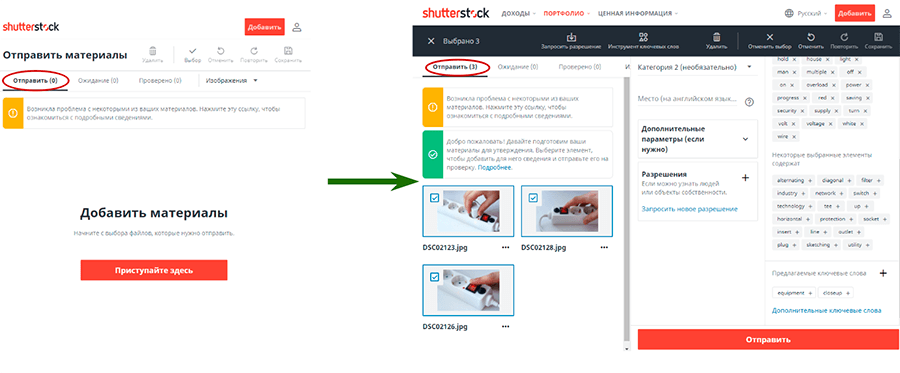 shutterstock
Добавить
Отправить материалы
Удалить
Выбор
Отменить
Повторить
Сохранить
Отправить (0)
Ожидание (0)
Проверено (0)
Изображения
Возникла проблема с некоторыми из ваших материалов. Нажмите эту ссылку, чтобы
ознакомиться с подробными сведениями.
Добавить материалы
Начните с выбора файлов, которые нужно отправить.
Приступайте здесь
shutterstock
ДОХОДЫ
ПОРТФОЛИО
ЦЕННАЯ ИНФОРМАЦИЯ
Русский
Добавить
Выбрано 3
Запросить разрешение
Инструмент ключевых слов
Удалить
Отменить выбор
Отменить
Повторить
Сохранить
Отправить (3)
Ожидание (0)
Проверено (0)
И
Возникла проблема с некоторыми из ваших
материалов. Нажмите эту ссылку, чтобы
ознакомиться с подробными сведениями.
Добро пожаловать! Давайте подготовим ваши
материалы для утверждения. Выберите элемент,
чтобы добавить для него сведения и отправьте его на
проверку. Подробнее.
DSC02123.jpg
DSC02128.jpg
DSC02126.jpg
Категория 2 (необязательно)
Место (на английском язык...
Дополнительные
параметры (если
нужно)
Разрешения
Если можно узнать людей
или объекты собственности.
Запросить новое разрешение
hold × house × light ×
man × multiple × off ×
on × overload × power ×
progress × red × saving ×
security × supply × turn ×
volt × voltage × white ×
wire ×
Некоторые выбранные элементы
содержат
alternating + diagonal + filter +
industry + network + switch +
technology + tee + up +
horizontal + protection + socket +
insert + line + outlet +
plug + sketching + utility +
Предлагаемые ключевые слова +
equipment + closeup +
Дополнительные ключевые слова
Отправить